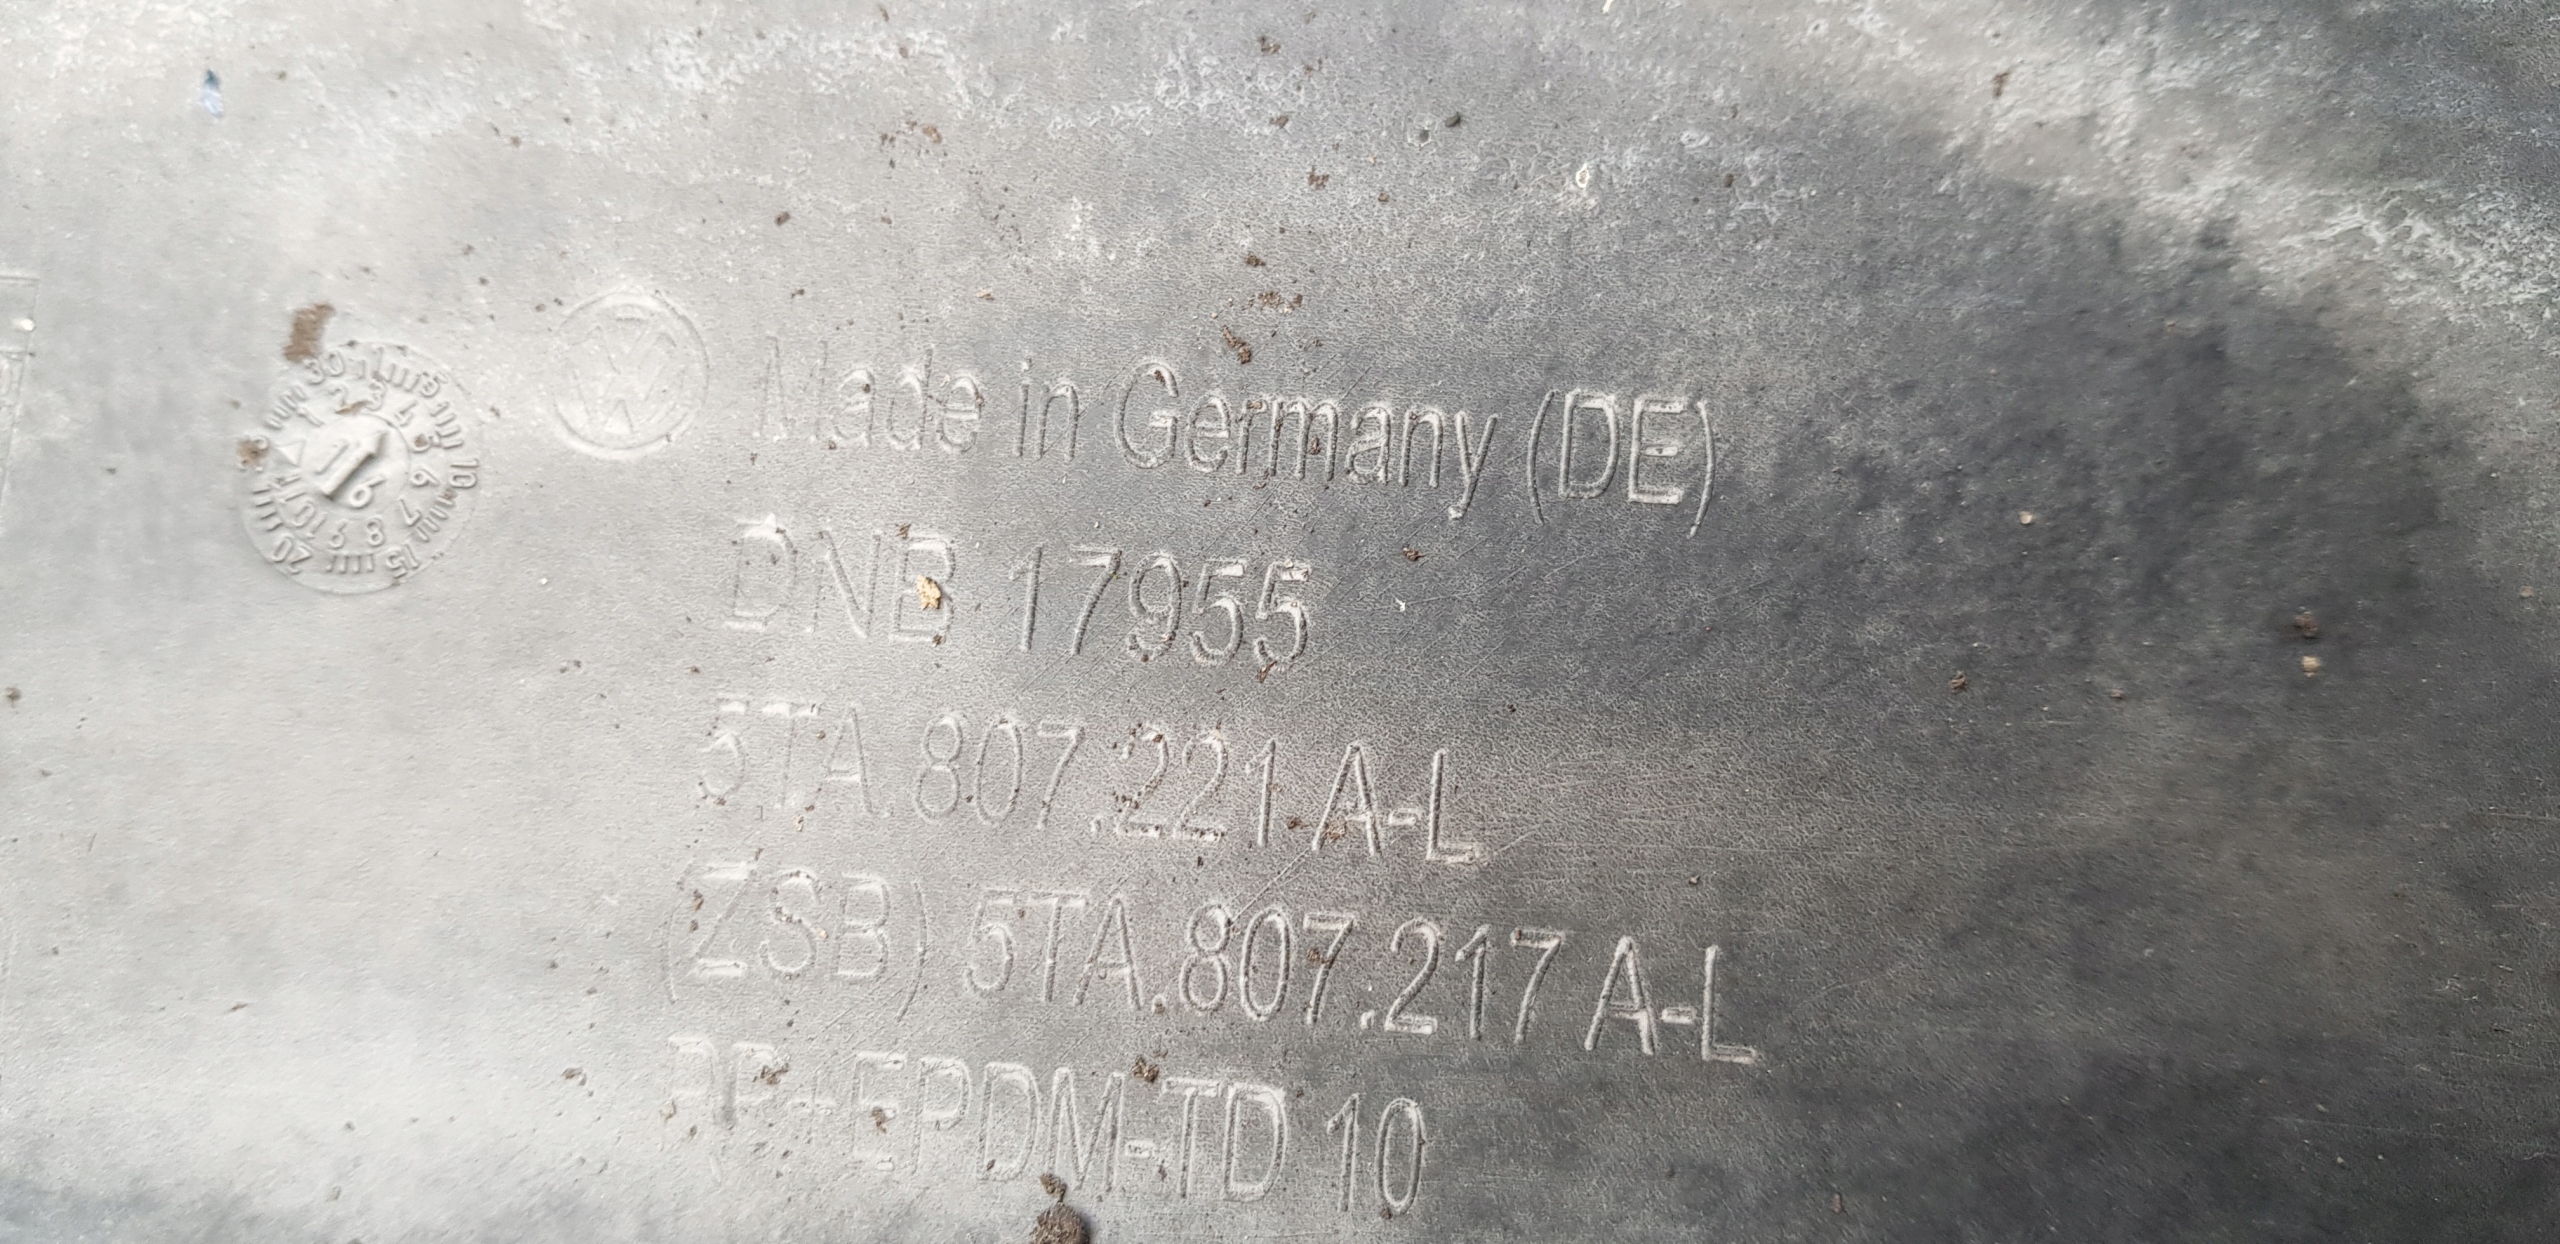 Made in Germany (DE)
DNB 17955
5TA.807.221 A-L
(ZSB) 5TA.807.217 A-L
PP+EPDM-TD 10